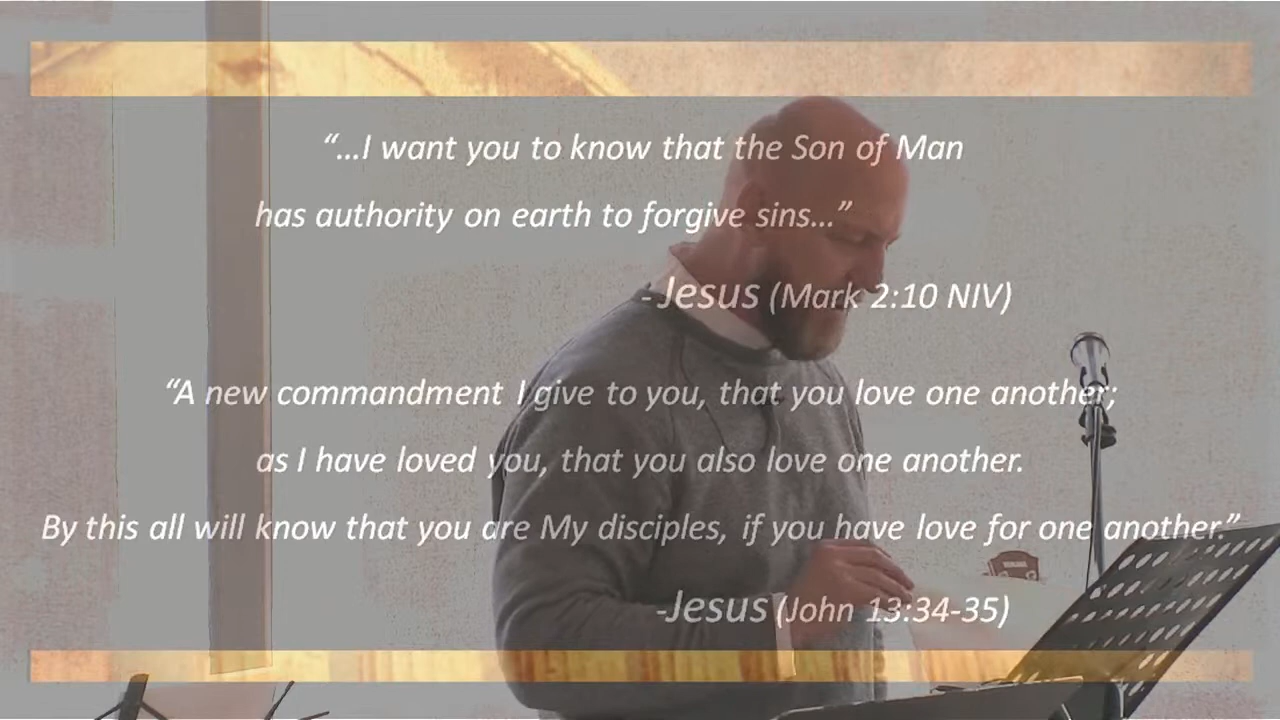 “...I want you to know that the Son of Man
has authority on earth to forgive sins...”
- Jesus (Mark 2:10 NIV)
“A new commandment I give to you, that you love one another;
as I have loved you, that you also love one another.
By this all will know that you are My disciples, if you have love for one another.”
-Jesus (John 13:34-35)